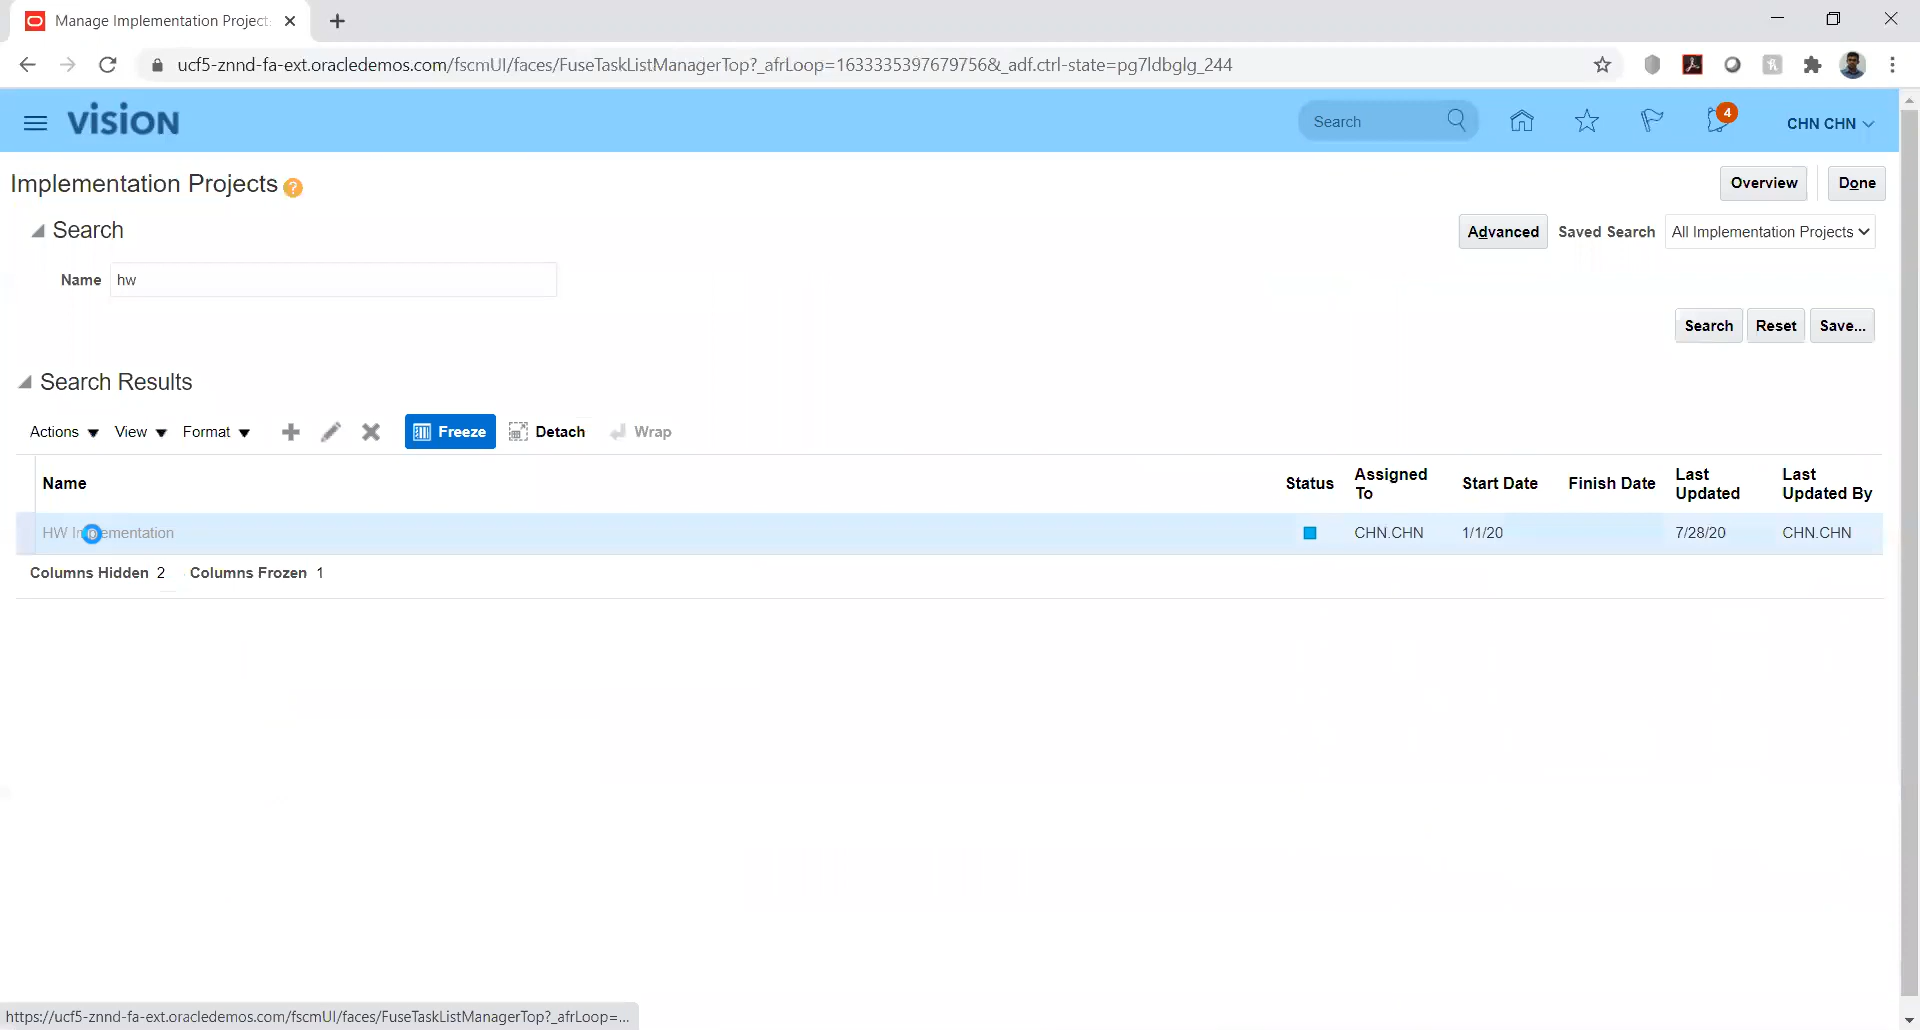 Manage Implementation Project:
ucf5-znnd-fa-ext.oracledemos.com/fscmUI/faces/FuseTaskListManagerTop?_afrLoop=1633335397679756&_adf.ctrl-state=pg7ldbglg_244
VISION
Search
4
CHN CHN
Implementation Projects ?
Overview Done
Search
Advanced Saved Search All Implementation Projects
Name hw
Search Reset Save...
Search Results
Actions View Format Freeze Detach Wrap
Name Status Assigned To Start Date Finish Date Last Updated Last Updated By
HW Implementation CHN.CHN 1/1/20 7/28/20 CHN.CHN
Columns Hidden 2 Columns Frozen 1
https://ucf5-znnd-fa-ext.oracledemos.com/fscmUI/faces/FuseTaskListManagerTop?_afrLoop=...